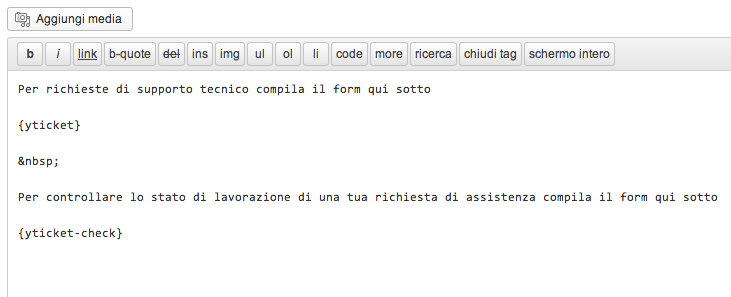 Aggiungi media
b i link b-quote del ins img ul ol li code more ricerca chiudi tag schermo intero
Per richieste di supporto tecnico compila il form qui sotto
{yticket}
&nbsp;
Per controllare lo stato di lavorazione di una tua richiesta di assistenza compila il form qui sotto
{yticket-check}